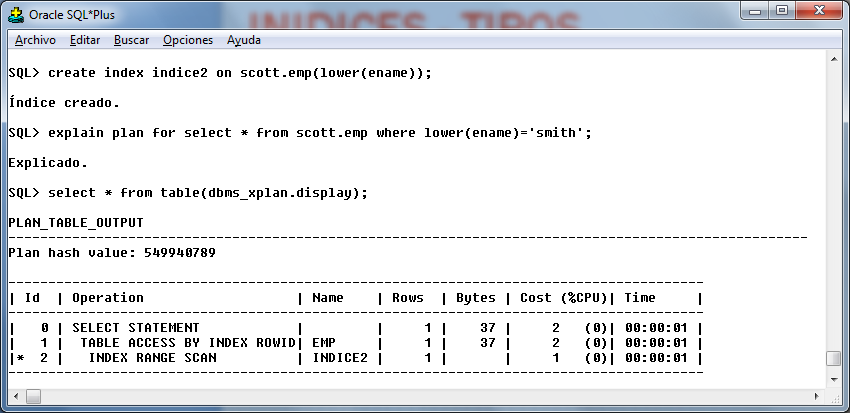 INIDICES TIPOS
Oracle SQL*Plus
Archivo Editar Buscar Opciones Ayuda
SQL> create index indice2 on scott.emp(lower(ename));
Índice creado.
SQL> explain plan for select * from scott.emp where lower(ename)='smith';
Explicado.
SQL> select * from table(dbms_xplan.display);
PLAN_TABLE_OUTPUT
--------------------------------------------------------------------------------
Plan hash value: 549940789
---------------------------------------------------------------------------------------
| Id | Operation | Name | Rows | Bytes | Cost (%CPU)| Time |
---------------------------------------------------------------------------------------
| 0 | SELECT STATEMENT | | 1 | 37 | 2 (0)| 00:00:01 |
| 1 | TABLE ACCESS BY INDEX ROWID| EMP | 1 | 37 | 2 (0)| 00:00:01 |
|* 2 | INDEX RANGE SCAN | INDICE2 | 1 | | 1 (0)| 00:00:01 |
---------------------------------------------------------------------------------------